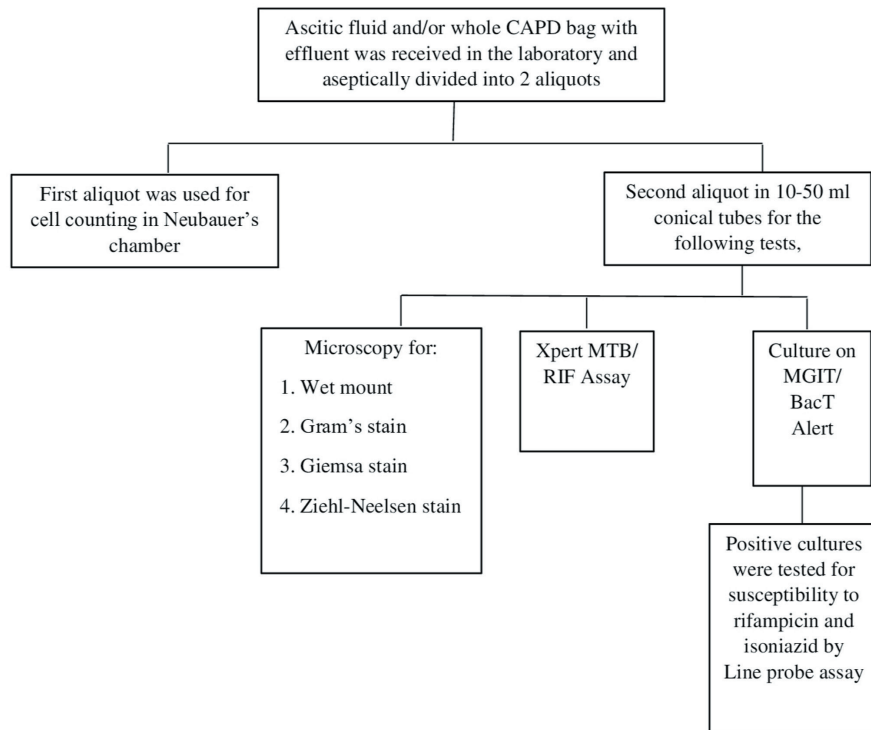 Ascitic fluid and/or whole CAPD bag with
effluent was received in the laboratory and
aseptically divided into 2 aliquots
First aliquot was used for
cell counting in Neubauer’s
chamber
Second aliquot in 10-50 ml
conical tubes for the
following tests,
Microscopy for:
1. Wet mount
2. Gram’s stain
3. Giemsa stain
4. Ziehl-Neelsen stain
Xpert MTB/
RIF Assay
Culture on
MGIT/
BacT
Alert
Positive cultures
were tested for
susceptibility to
rifampicin and
isoniazid by
Line probe assay